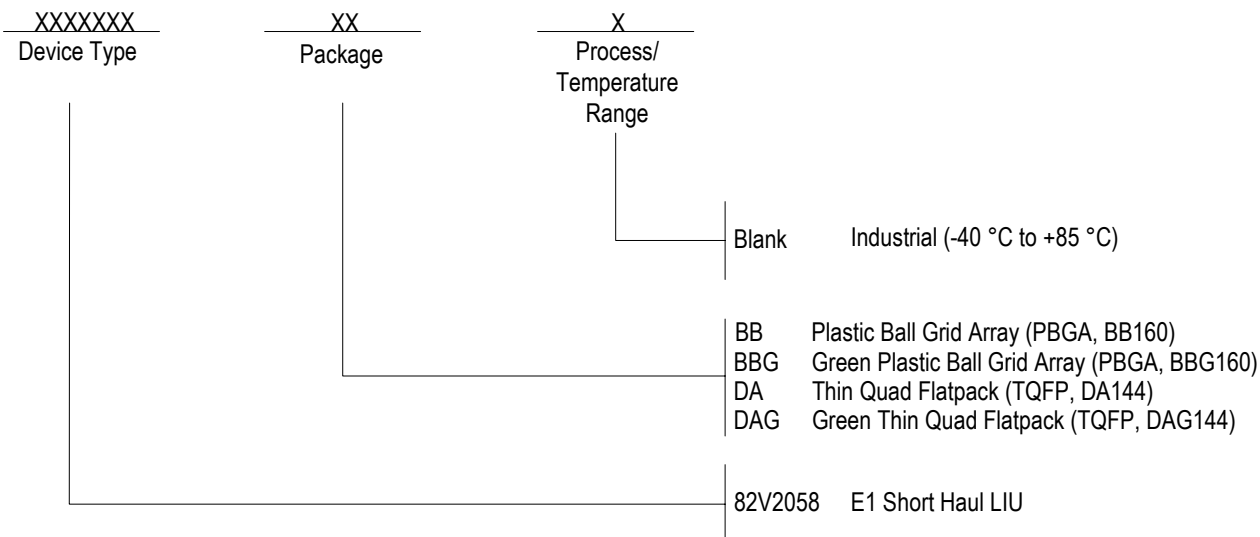 XXXXXXX XX X
Device Type Package Process/
Temperature
Range
Blank Industrial (-40 °C to +85 °C)
BB Plastic Ball Grid Array (PBGA, BB160)
BBG Green Plastic Ball Grid Array (PBGA, BBG160)
DA Thin Quad Flatpack (TQFP, DA144)
DAG Green Thin Quad Flatpack (TQFP, DAG144)
82V2058 E1 Short Haul LIU